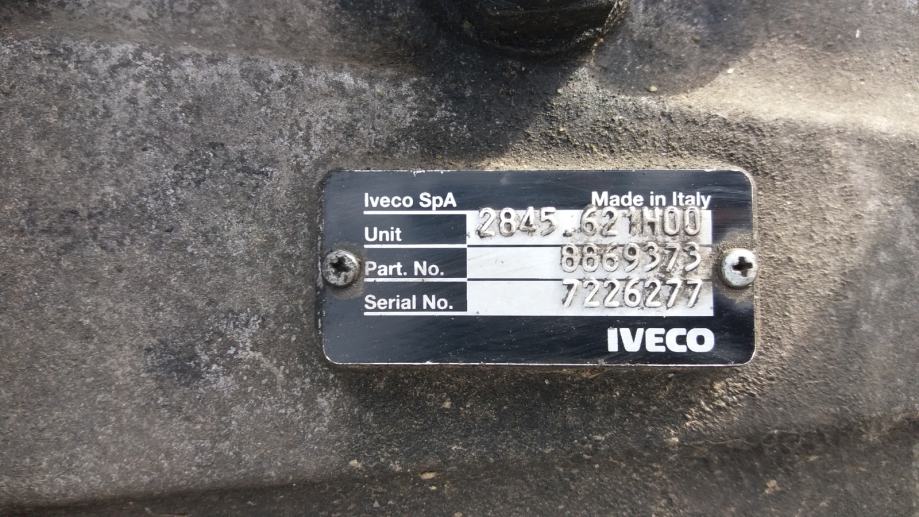 Iveco SpA Made in Italy
Unit 2845.621H00
Part. No. 8869373
Serial No. 7226277
IVECO